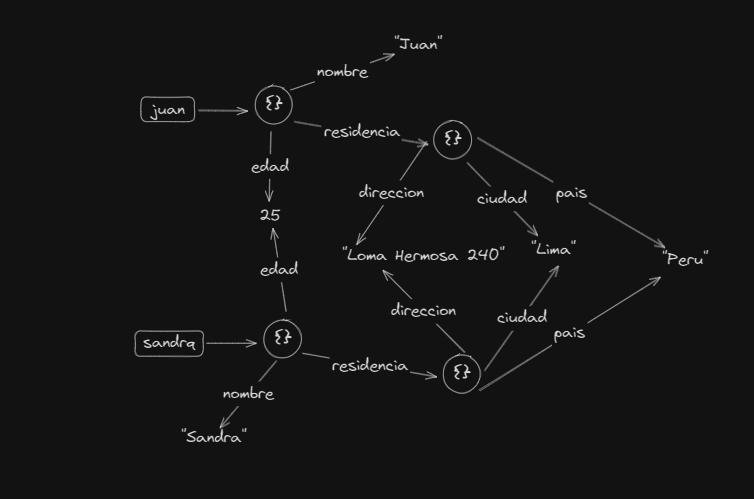 "Juan"
nombre
juan
{}
residencia
{}
edad
direccion
ciudad
pais
25
"Loma Hermosa 240"
"Lima"
"Peru"
edad
direccion
ciudad
pais
sandra
{}
residencia
{}
nombre
"Sandra"